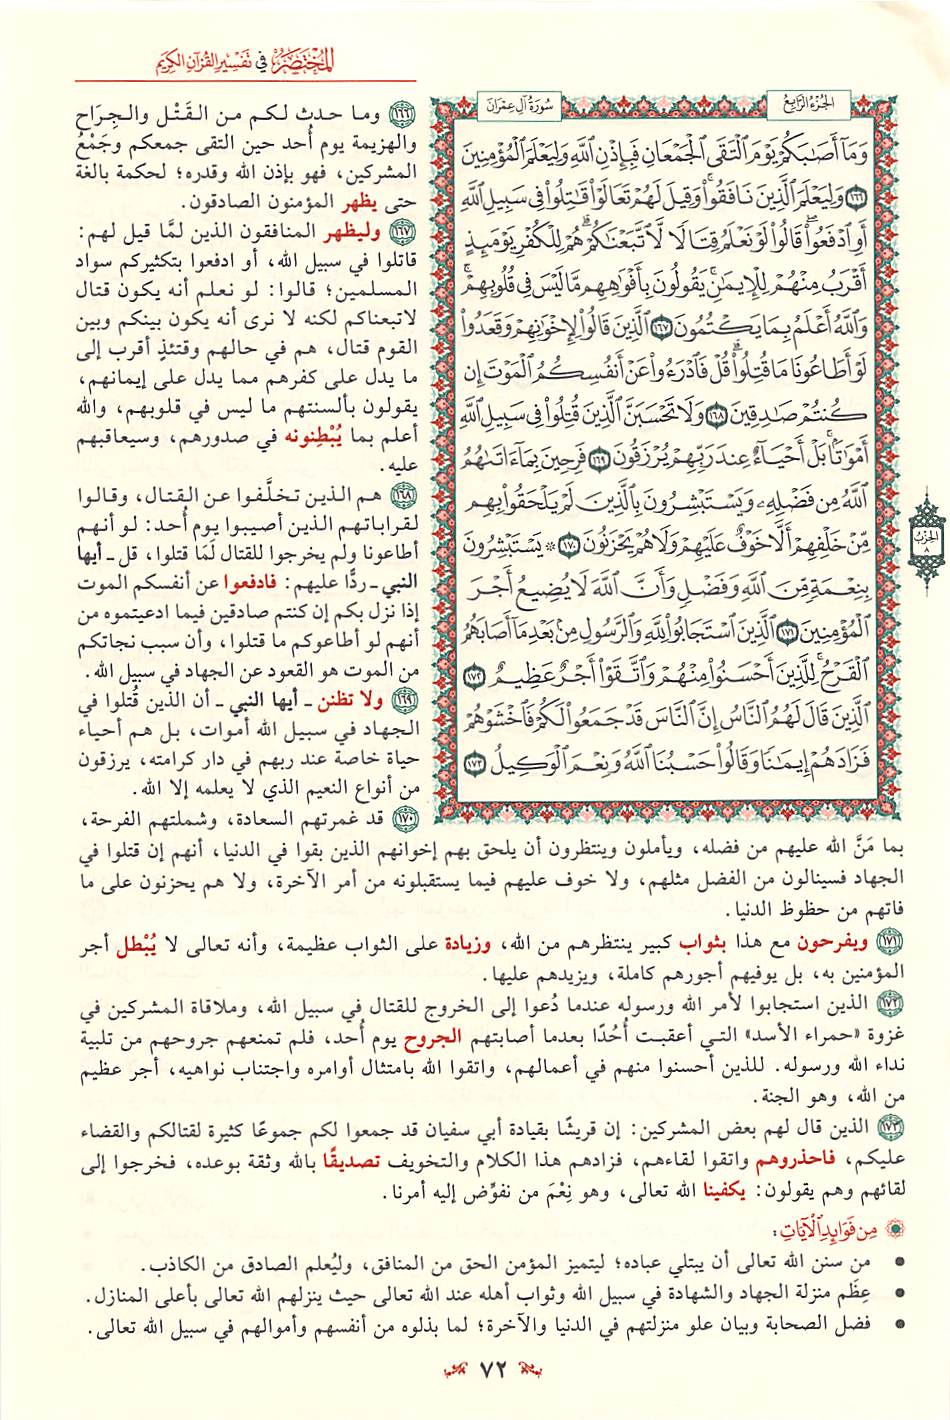 المختصر في تفسير القرآن الكريم
الجزء الرابع
سورة آل عمران
وَمَآ أَصَٰبَكُمْ يَوْمَ ٱلْتَقَى ٱلْجَمْعَانِ فَبِإِذْنِ ٱللَّهِ وَلِيَعْلَمَ ٱلْمُؤْمِنِينَ
١٦٦ وَلِيَعْلَمَ ٱلَّذِينَ نَافَقُوا۟ ۚ وَقِيلَ لَهُمْ تَعَالَوْا۟ قَٰتِلُوا۟ فِى سَبِيلِ ٱللَّهِ
أَوِ ٱدْفَعُوا۟ ۖ قَالُوا۟ لَوْ نَعْلَمُ قِتَالًا لَّٱتَّبَعْنَٰكُمْ ۗ هُمْ لِلْكُفْرِ يَوْمَئِذٍ
أَقْرَبُ مِنْهُمْ لِلْإِيمَٰنِ ۚ يَقُولُونَ بِأَفْوَٰهِهِم مَّا لَيْسَ فِى قُلُوبِهِمْ ۗ
وَٱللَّهُ أَعْلَمُ بِمَا يَكْتُمُونَ ١٦٧ ٱلَّذِينَ قَالُوا۟ لِإِخْوَٰنِهِمْ وَقَعَدُوا۟
لَوْ أَطَاعُونَا مَا قُتِلُوا۟ ۗ قُلْ فَٱدْرَءُوا۟ عَنْ أَنفُسِكُمُ ٱلْمَوْتَ إِن
كُنتُمْ صَٰدِقِينَ ١٦٨ وَلَا تَحْسَبَنَّ ٱلَّذِينَ قُتِلُوا۟ فِى سَبِيلِ ٱللَّهِ
أَمْوَٰتًۢا ۚ بَلْ أَحْيَآءٌ عِندَ رَبِّهِمْ يُرْزَقُونَ ١٦٩ فَرِحِينَ بِمَآ ءَاتَىٰهُمُ
ٱللَّهُ مِن فَضْلِهِۦ وَيَسْتَبْشِرُونَ بِٱلَّذِينَ لَمْ يَلْحَقُوا۟ بِهِم
مِّنْ خَلْفِهِمْ أَلَّا خَوْفٌ عَلَيْهِمْ وَلَا هُمْ يَحْزَنُونَ ١٧٠ ۞ يَسْتَبْشِرُونَ
بِنِعْمَةٍ مِّنَ ٱللَّهِ وَفَضْلٍ وَأَنَّ ٱللَّهَ لَا يُضِيعُ أَجْرَ
ٱلْمُؤْمِنِينَ ١٧١ ٱلَّذِينَ ٱسْتَجَابُوا۟ لِلَّهِ وَٱلرَّسُولِ مِنۢ بَعْدِ مَآ أَصَابَهُمُ
ٱلْقَرْحُ ۚ لِلَّذِينَ أَحْسَنُوا۟ مِنْهُمْ وَٱتَّقَوْا۟ أَجْرٌ عَظِيمٌ ١٧٢
ٱلَّذِينَ قَالَ لَهُمُ ٱلنَّاسُ إِنَّ ٱلنَّاسَ قَدْ جَمَعُوا۟ لَكُمْ فَٱخْشَوْهُمْ
فَزَادَهُمْ إِيمَٰنًا وَقَالُوا۟ حَسْبُنَا ٱللَّهُ وَنِعْمَ ٱلْوَكِيلُ ١٧٣
الحزب
٨
١٦٦ وما حدث لكم من القَتْل والجِرَاح
والهزيمة يوم أُحد حين التقى جمعكم وجَمْعُ
المشركين، فهو بإذن الله وقدره؛ لحكمة بالغة
حتى يظهر المؤمنون الصادقون.
١٦٧ وليظهر المنافقون الذين لمَّا قيل لهم:
قاتلوا في سبيل الله، أو ادفعوا بتكثيركم سواد
المسلمين؛ قالوا: لو نعلم أنه يكون قتال
لاتبعناكم لكنه لا نرى أنه يكون بينكم وبين
القوم قتال، هم في حالهم وقتئذٍ أقرب إلى
ما يدل على كفرهم مما يدل على إيمانهم،
يقولون بألسنتهم ما ليس في قلوبهم، والله
أعلم بما يُبْطِنونه في صدورهم، وسيعاقبهم
عليه.
١٦٨ هم الذين تخلَّفوا عن القتال، وقالوا
لقراباتهم الذين أصيبوا يوم أُحد: لو أنهم
أطاعونا ولم يخرجوا للقتال لَمَا قتلوا، قل ـ أيها
النبي ـ ردًّا عليهم: فادفعوا عن أنفسكم الموت
إذا نزل بكم إن كنتم صادقين فيما ادعيتموه من
أنهم لو أطاعوكم ما قتلوا، وأن سبب نجاتكم
من الموت هو القعود عن الجهاد في سبيل الله.
١٦٩ ولا تظنن ـ أيها النبي ـ أن الذين قُتلوا في
الجهاد في سبيل الله أموات، بل هم أحياء
حياة خاصة عند ربهم في دار كرامته، يرزقون
من أنواع النعيم الذي لا يعلمه إلا الله.
١٧٠ قد غمرتهم السعادة، وشملتهم الفرحة،
بما مَنَّ الله عليهم من فضله، ويأملون وينتظرون أن يلحق بهم إخوانهم الذين بقوا في الدنيا، أنهم إن قتلوا في
الجهاد فسينالون من الفضل مثلهم، ولا خوف عليهم فيما يستقبلونه من أمر الآخرة، ولا هم يحزنون على ما
فاتهم من حظوظ الدنيا.
١٧١ ويفرحون مع هذا بثواب كبير ينتظرهم من الله، وزيادة على الثواب عظيمة، وأنه تعالى لا يُبْطل أجر
المؤمنين به، بل يوفيهم أجورهم كاملة، ويزيدهم عليها.
١٧٢ الذين استجابوا لأمر الله ورسوله عندما دُعوا إلى الخروج للقتال في سبيل الله، وملاقاة المشركين في
غزوة «حمراء الأسد» التي أعقبت أُحُدًا بعدما أصابتهم الجروح يوم أُحد، فلم تمنعهم جروحهم من تلبية
نداء الله ورسوله. للذين أحسنوا منهم في أعمالهم، واتقوا الله بامتثال أوامره واجتناب نواهيه، أجر عظيم
من الله، وهو الجنة.
١٧٣ الذين قال لهم بعض المشركين: إن قريشًا بقيادة أبي سفيان قد جمعوا لكم جموعًا كثيرة لقتالكم والقضاء
عليكم، فاحذروهم واتقوا لقاءهم، فزادهم هذا الكلام والتخويف تصديقًا بالله وثقة بوعده، فخرجوا إلى
لقائهم وهم يقولون: يكفينا الله تعالى، وهو نِعْمَ من نفوِّض إليه أمرنا.
مِن فَوَائِدِ الْآيَاتِ:
• من سنن الله تعالى أن يبتلي عباده؛ ليتميز المؤمن الحق من المنافق، وليُعلم الصادق من الكاذب.
• عِظَم منزلة الجهاد والشهادة في سبيل الله وثواب أهله عند الله تعالى حيث ينزلهم الله تعالى بأعلى المنازل.
• فضل الصحابة وبيان علو منزلتهم في الدنيا والآخرة؛ لما بذلوه من أنفسهم وأموالهم في سبيل الله تعالى.
٧٢